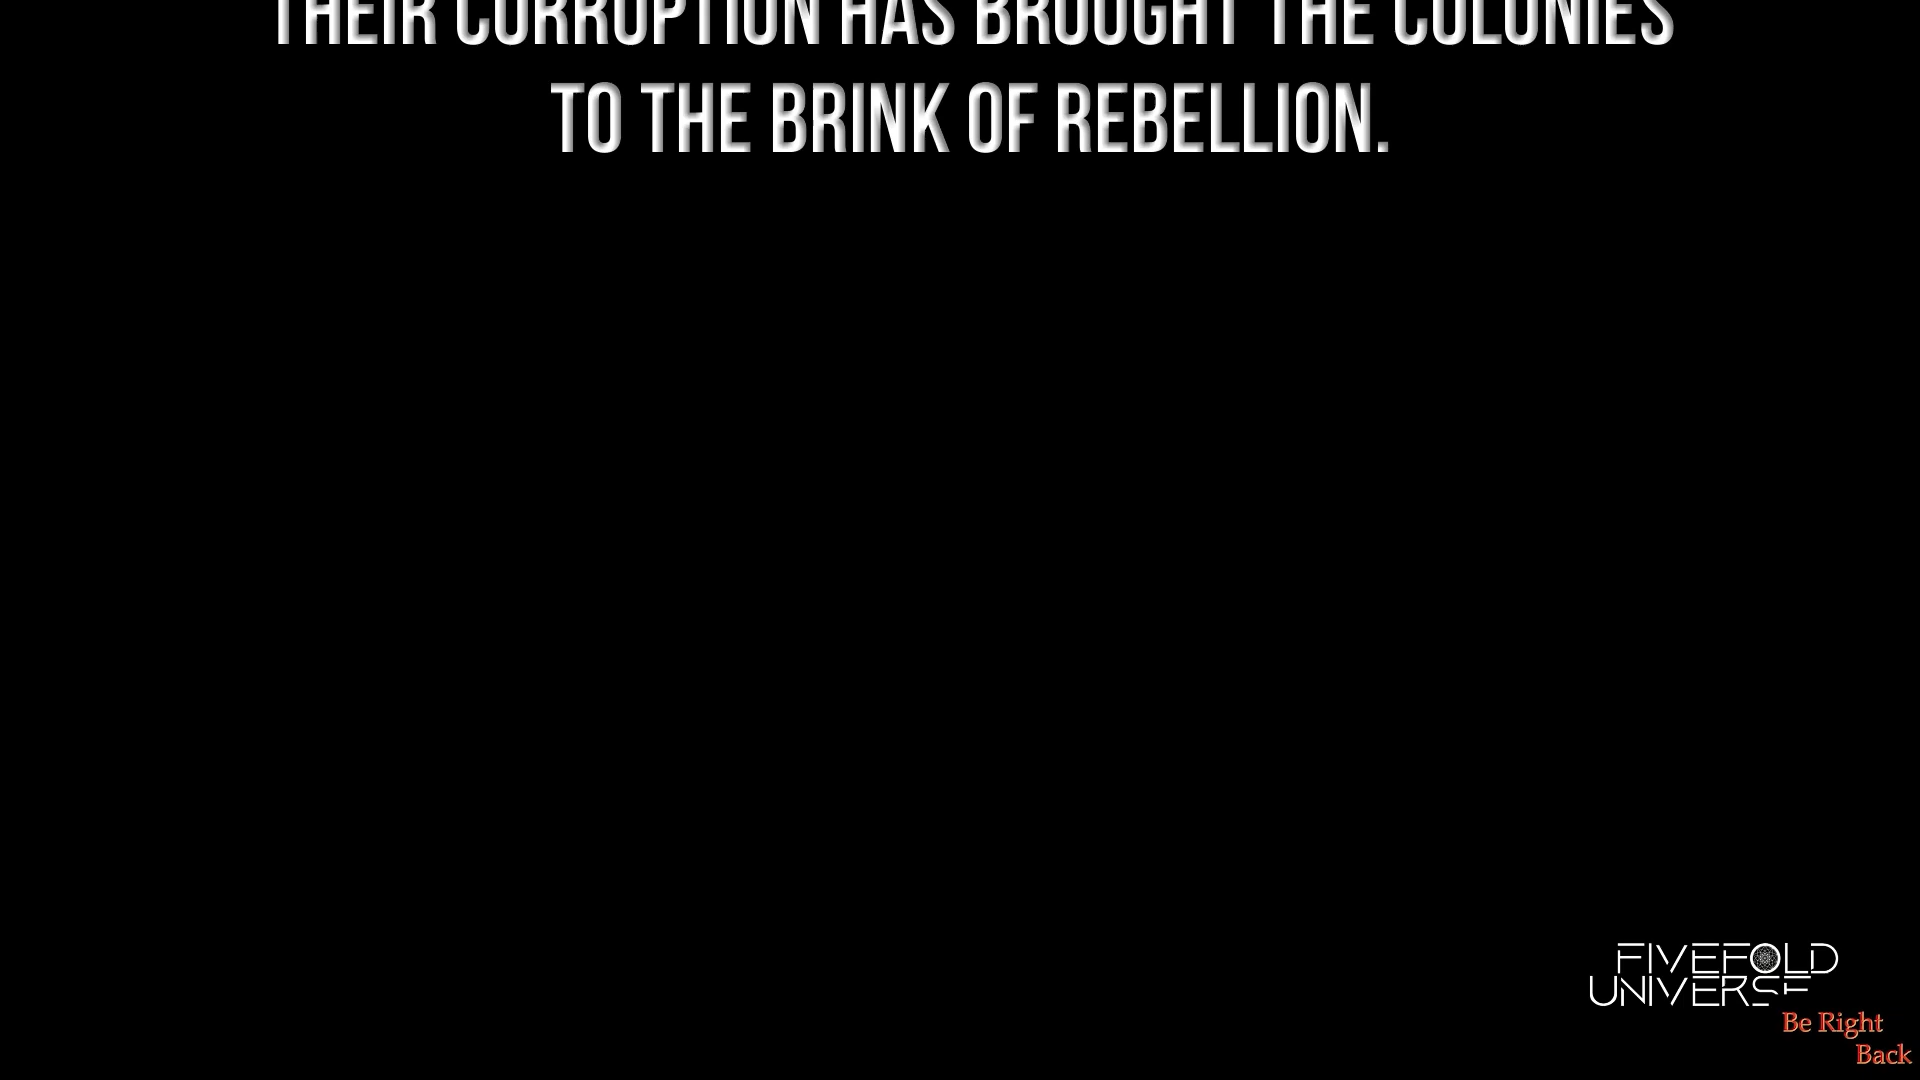 THEIR CORRUPTION HAS BROUGHT THE COLONIES
TO THE BRINK OF REBELLION.
FIVEFOLD
UNIVERSE
Be Right
Back